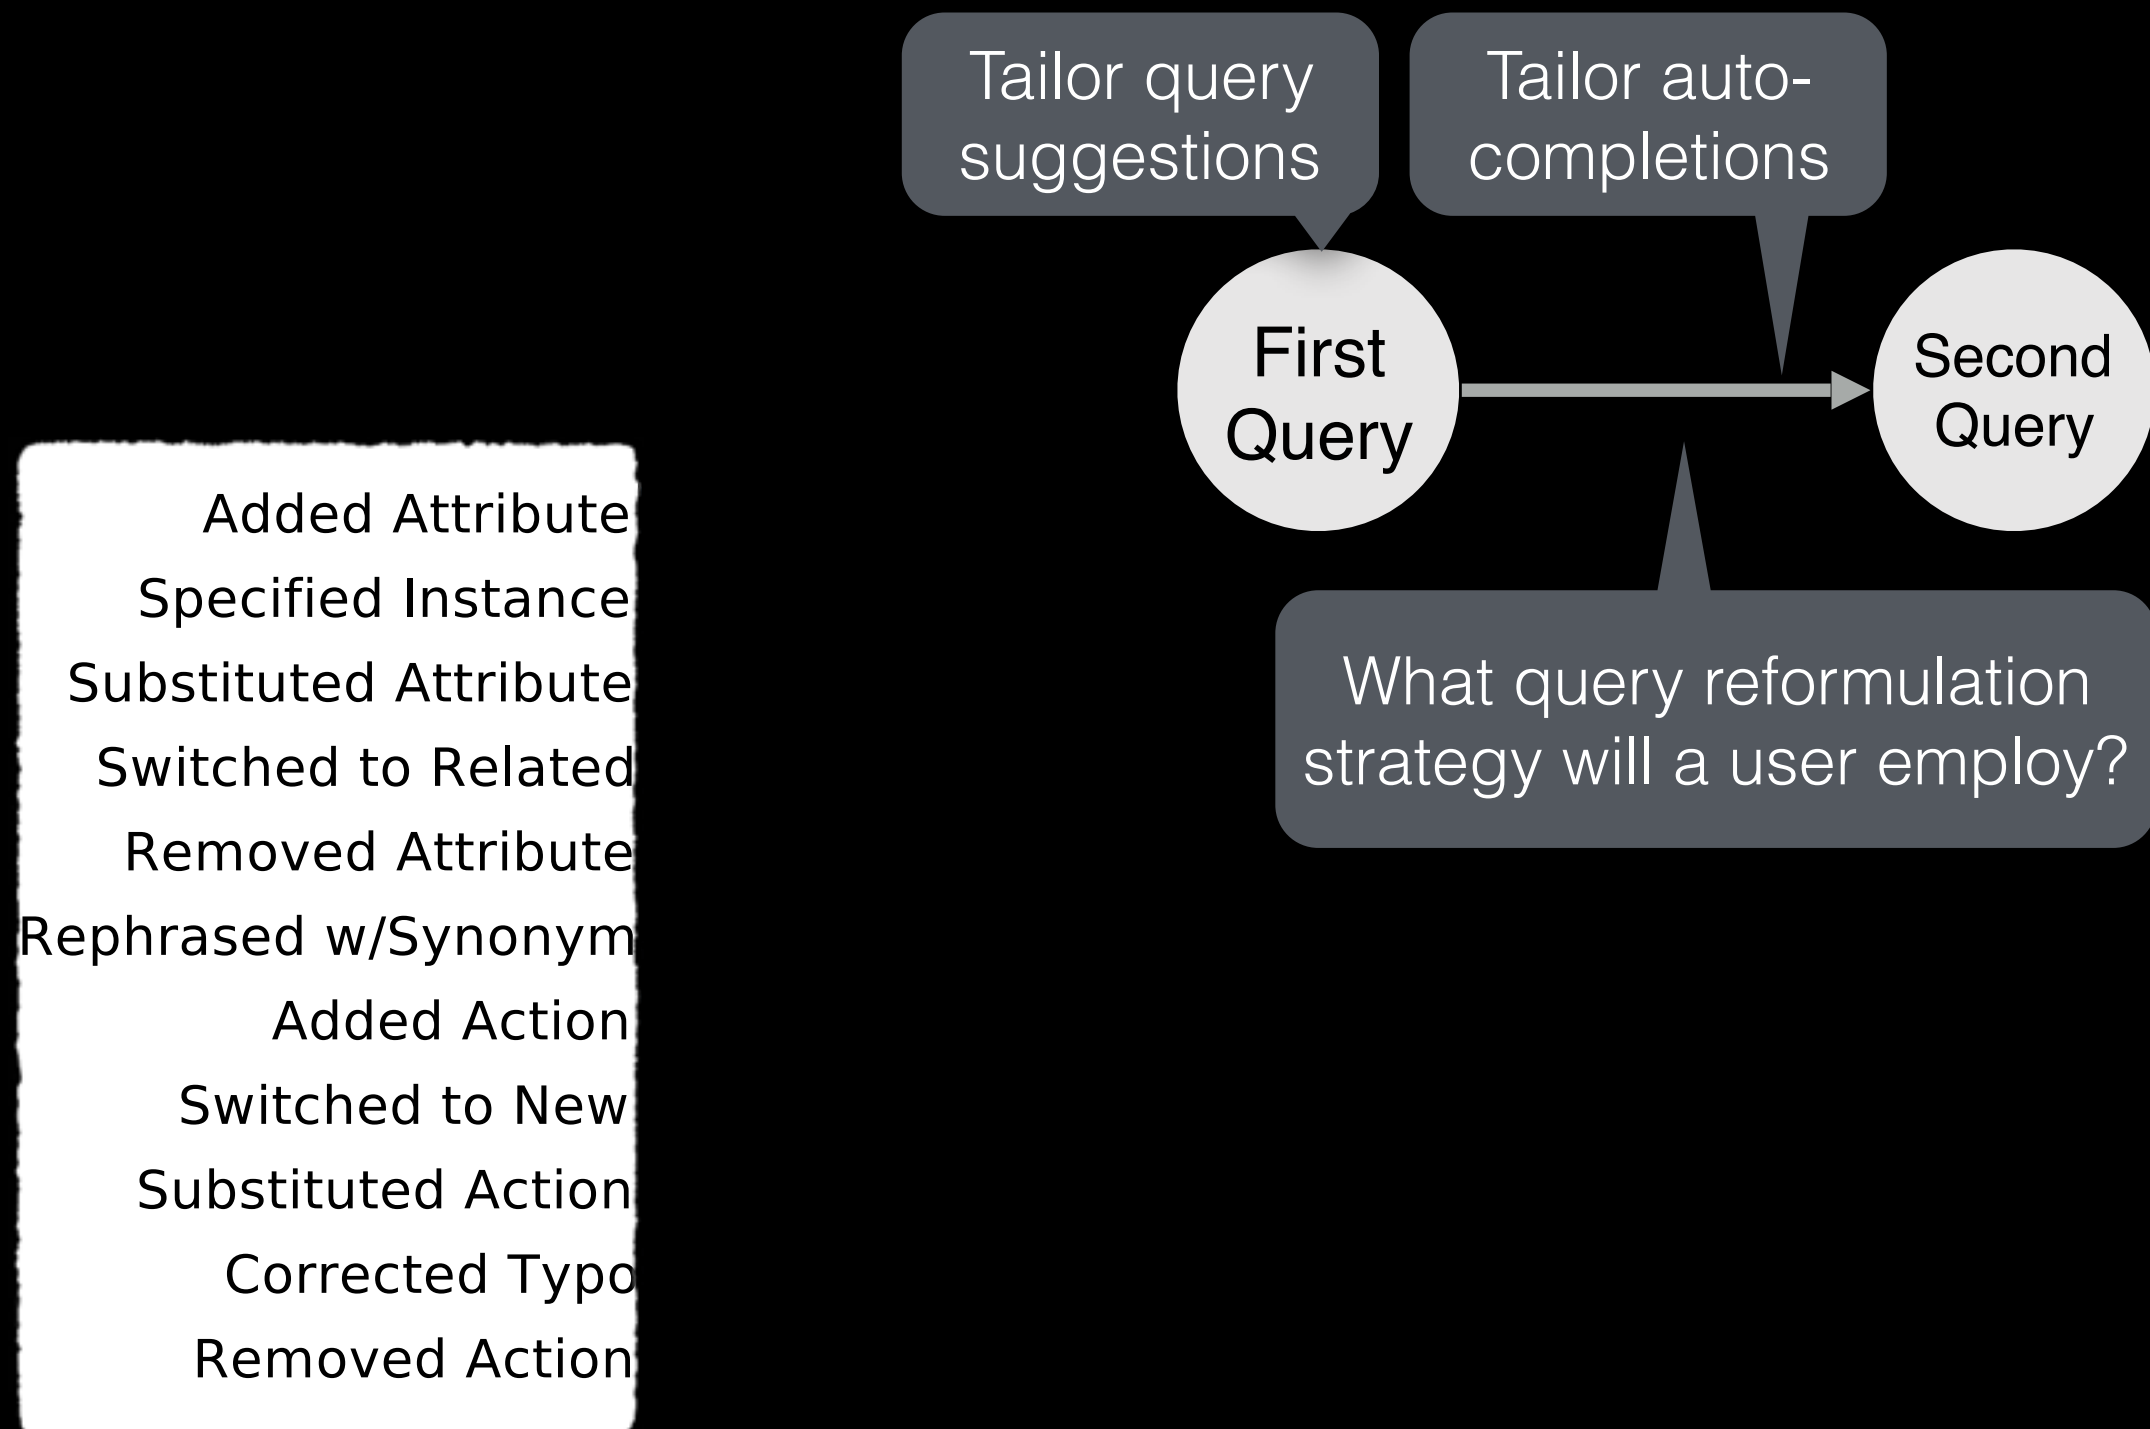 Tailor query
suggestions
Tailor auto-
completions
First
Query
Second
Query
What query reformulation
strategy will a user employ?
Added Attribute
Specified Instance
Substituted Attribute
Switched to Related
Removed Attribute
Rephrased w/Synonym
Added Action
Switched to New
Substituted Action
Corrected Typo
Removed Action